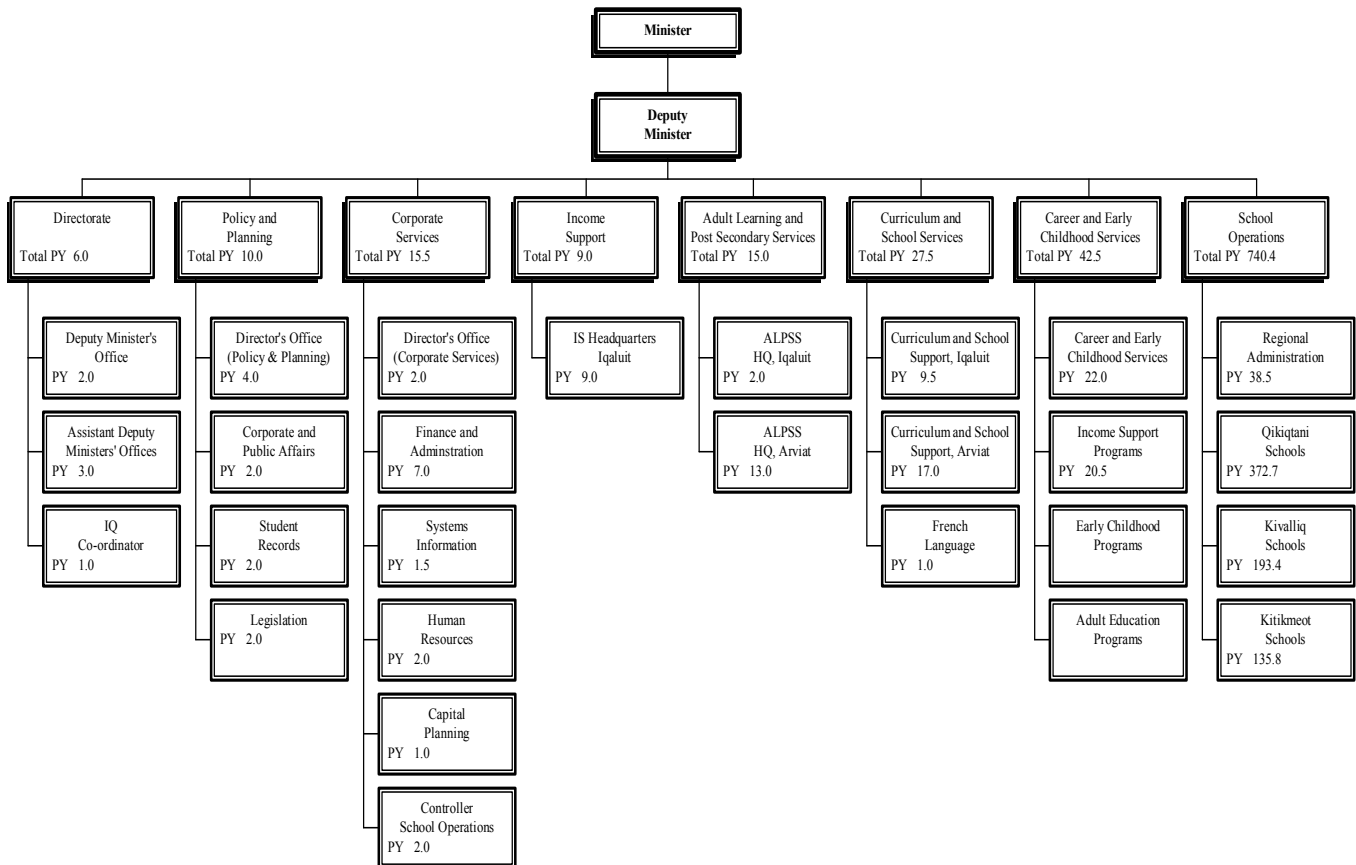 Minister
Deputy
Minister
Directorate
Total PY 6.0
Policy and
Planning
Total PY 10.0
Corporate
Services
Total PY 15.5
Income
Support
Total PY 9.0
Adult Learning and
Post Secondary Services
Total PY 15.0
Curriculum and
School Services
Total PY 27.5
Career and Early
Childhood Services
Total PY 42.5
School
Operations
Total PY 740.4
Deputy Minister's
Office
PY 2.0
Assistant Deputy
Ministers' Offices
PY 3.0
IQ
Co-ordinator
PY 1.0
Director's Office
(Policy & Planning)
PY 4.0
Corporate and
Public Affairs
PY 2.0
Student
Records
PY 2.0
Legislation
PY 2.0
Director's Office
(Corporate Services)
PY 2.0
Finance and
Adminstration
PY 7.0
Systems
Information
PY 1.5
Human
Resources
PY 2.0
Capital
Planning
PY 1.0
Controller
School Operations
PY 2.0
IS Headquarters
Iqaluit
PY 9.0
ALPSS
HQ, Iqaluit
PY 2.0
ALPSS
HQ, Arviat
PY 13.0
Curriculum and School
Support, Iqaluit
PY 9.5
Curriculum and School
Support, Arviat
PY 17.0
French
Language
PY 1.0
Career and Early
Childhood Services
PY 22.0
Income Support
Programs
PY 20.5
Early Childhood
Programs
Adult Education
Programs
Regional
Administration
PY 38.5
Qikiqtani
Schools
PY 372.7
Kivalliq
Schools
PY 193.4
Kitikmeot
Schools
PY 135.8